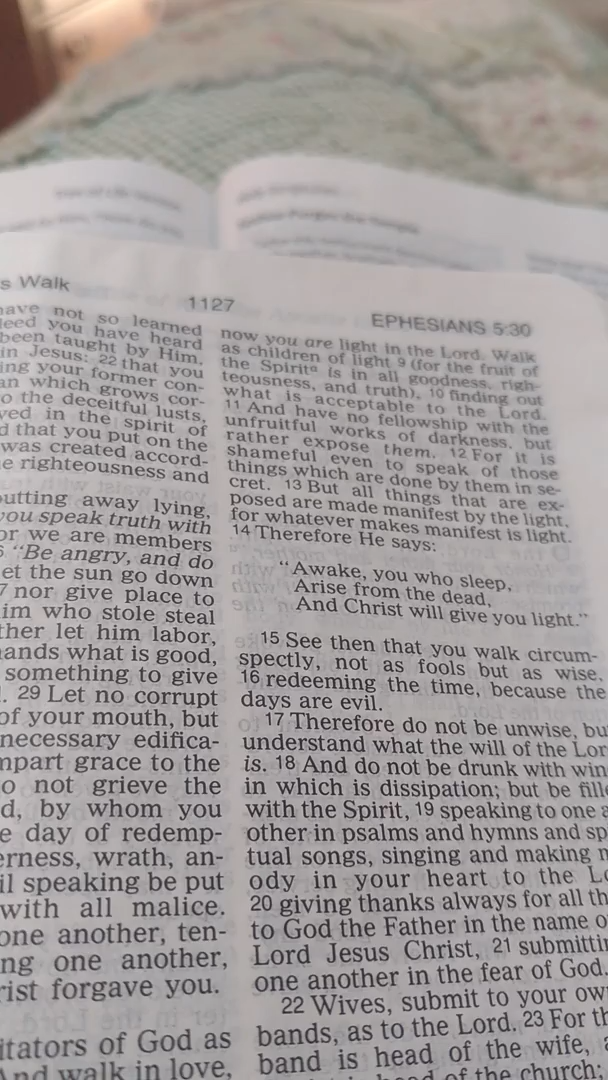 s Walk
1127
EPHESIANS 5:30
have not so learned
deed you have heard
been taught by Him,
in Jesus: 22 that you
ing your former con-
an which grows cor-
o the deceitful lusts,
wed in the spirit of
d that you put on the
was created accord-
e righteousness and
outting away lying,
you speak truth with
or we are members
6 "Be angry, and do
et the sun go down
7 nor give place to
im who stole steal
ther let him labor,
hands what is good,
something to give
. 29 Let no corrupt
of your mouth, but
necessary edifica-
mpart grace to the
o not grieve the
d, by whom you
e day of redemp-
erness, wrath, an-
il speaking be put
with all malice.
one another, ten-
ng one another,
rist forgave you.
itators of God as
And walk in love,
now you are light in the Lord. Walk
as children of light 9 (for the fruit of
the Spiritᵃ is in all goodness, righ-
teousness, and truth), 10 finding out
what is acceptable to the Lord.
11 And have no fellowship with the
unfruitful works of darkness, but
rather expose them. 12 For it is
shameful even to speak of those
things which are done by them in se-
cret. 13 But all things that are ex-
posed are made manifest by the light,
for whatever makes manifest is light.
14 Therefore He says:
"Awake, you who sleep,
Arise from the dead,
And Christ will give you light."
15 See then that you walk circum-
spectly, not as fools but as wise,
16 redeeming the time, because the
days are evil.
17 Therefore do not be unwise, bu
understand what the will of the Lor
is. 18 And do not be drunk with win
in which is dissipation; but be fille
with the Spirit, 19 speaking to one a
other in psalms and hymns and sp
tual songs, singing and making m
ody in your heart to the Lo
20 giving thanks always for all th
to God the Father in the name o
Lord Jesus Christ, 21 submittin
one another in the fear of God.
22 Wives, submit to your ow
bands, as to the Lord. 23 For th
band is head of the wife, a
is head of the church;